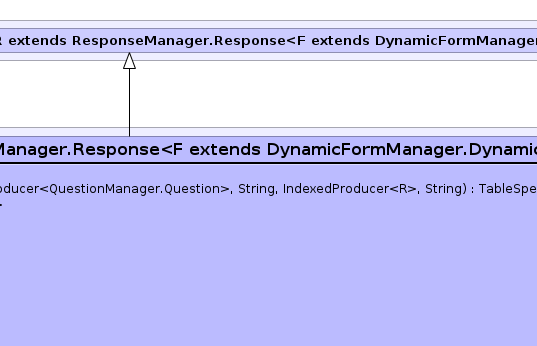 R extends ResponseManager.Response<F extends DynamicFormManager
Manager.Response<F extends DynamicFormManager.Dynamic
oducer<QuestionManager.Question>, String, IndexedProducer<R>, String) : TableSpe